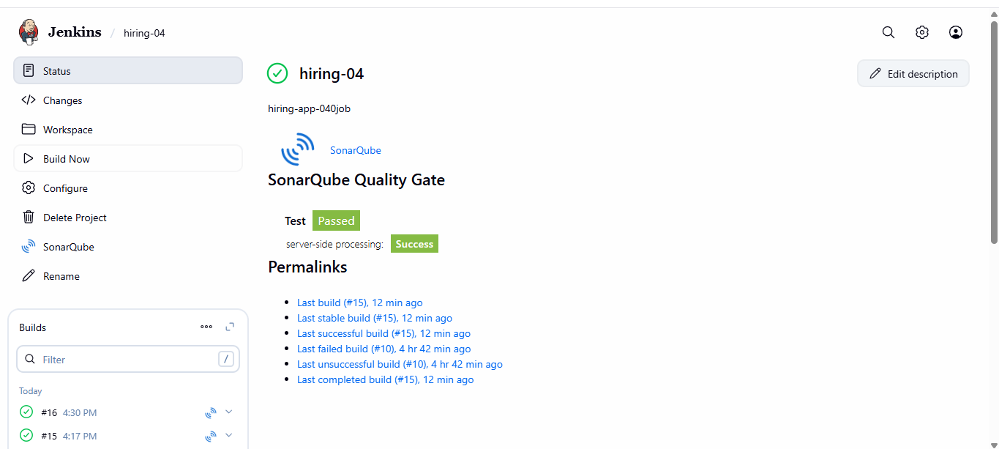 Jenkins / hiring-04
Status
Changes
Workspace
Build Now
Configure
Delete Project
SonarQube
Rename
Builds
Filter /
Today
#16 4:30 PM
#15 4:17 PM
hiring-04
Edit description
hiring-app-040job
SonarQube
SonarQube Quality Gate
Test Passed
server-side processing: Success
Permalinks
Last build (#15), 12 min ago
Last stable build (#15), 12 min ago
Last successful build (#15), 12 min ago
Last failed build (#10), 4 hr 42 min ago
Last unsuccessful build (#10), 4 hr 42 min ago
Last completed build (#15), 12 min ago